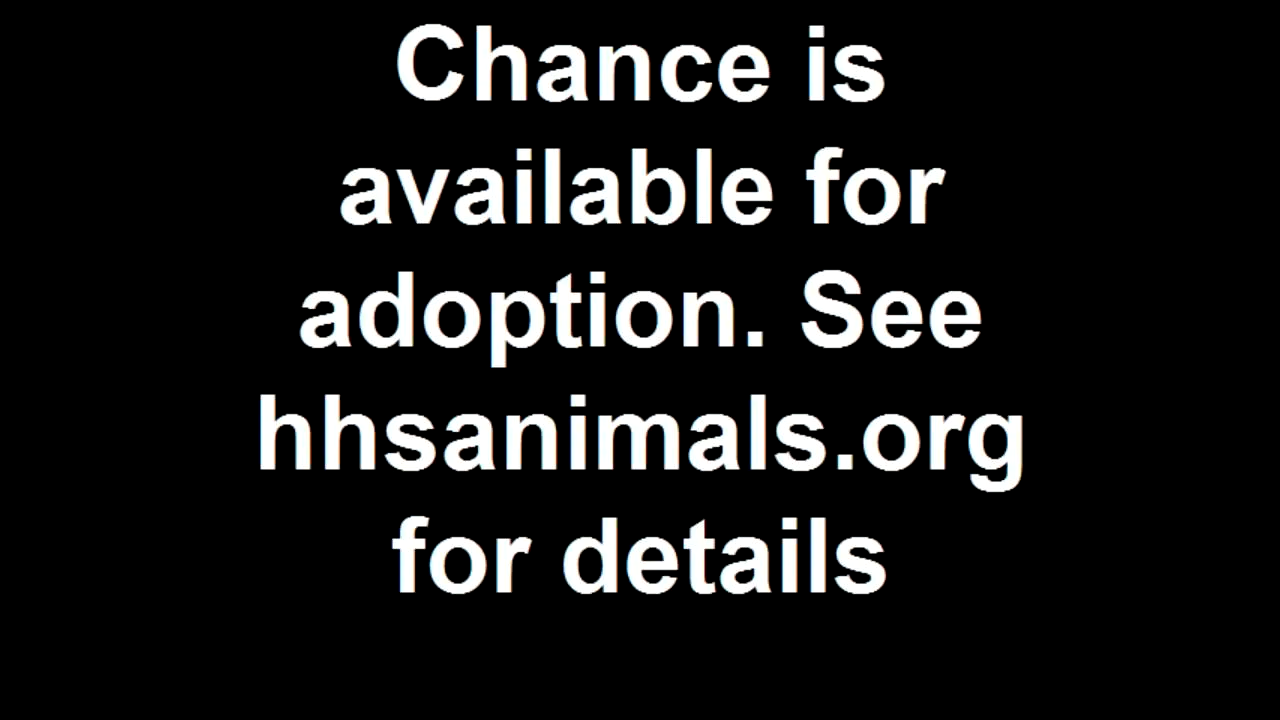 Chance is
available for
adoption. See
hhsanimals.org
for details